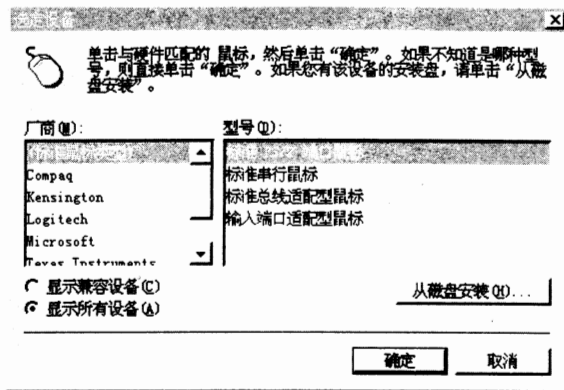 选定设备
单击与硬件匹配的 鼠标，然后单击“确定”。如果不知道是哪种型
号，则直接单击“确定”。如果您有该设备的安装盘，请单击“从磁
盘安装”。
厂商(M):
型号(D):
Compaq
标准串行鼠标
Kensington
标准总线适配型鼠标
Logitech
输入端口适配型鼠标
Microsoft
Texas Instruments
显示兼容设备(C)
显示所有设备(A)
从磁盘安装(H)...
确定
取消